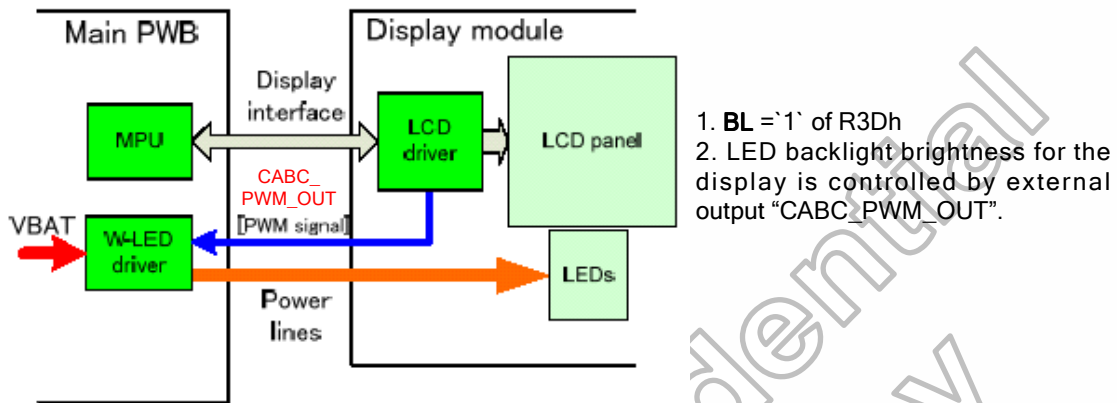 Main PWB
Display module
Display
interface
MPU
LCD
driver
LCD panel
CABC_
PWM_OUT
[PWM signal]
VBAT
W-LED
driver
LEDs
Power
lines
1. BL =`1` of R3Dh
2. LED backlight brightness for the
display is controlled by external
output “CABC_PWM_OUT”.